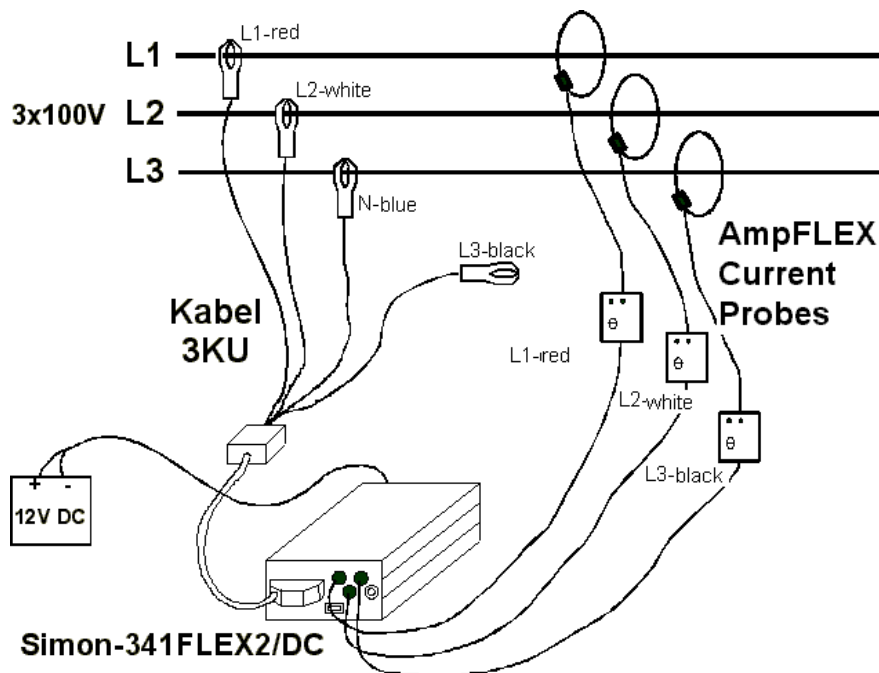 L1-red
L1
L2-white
3x100V L2
L3
N-blue
AmpFLEX
Current
Probes
L3-black
Kabel
3KU
θ
L1-red
θ
L2-white
θ
L3-black
+ -
12V DC
Simon-341FLEX2/DC